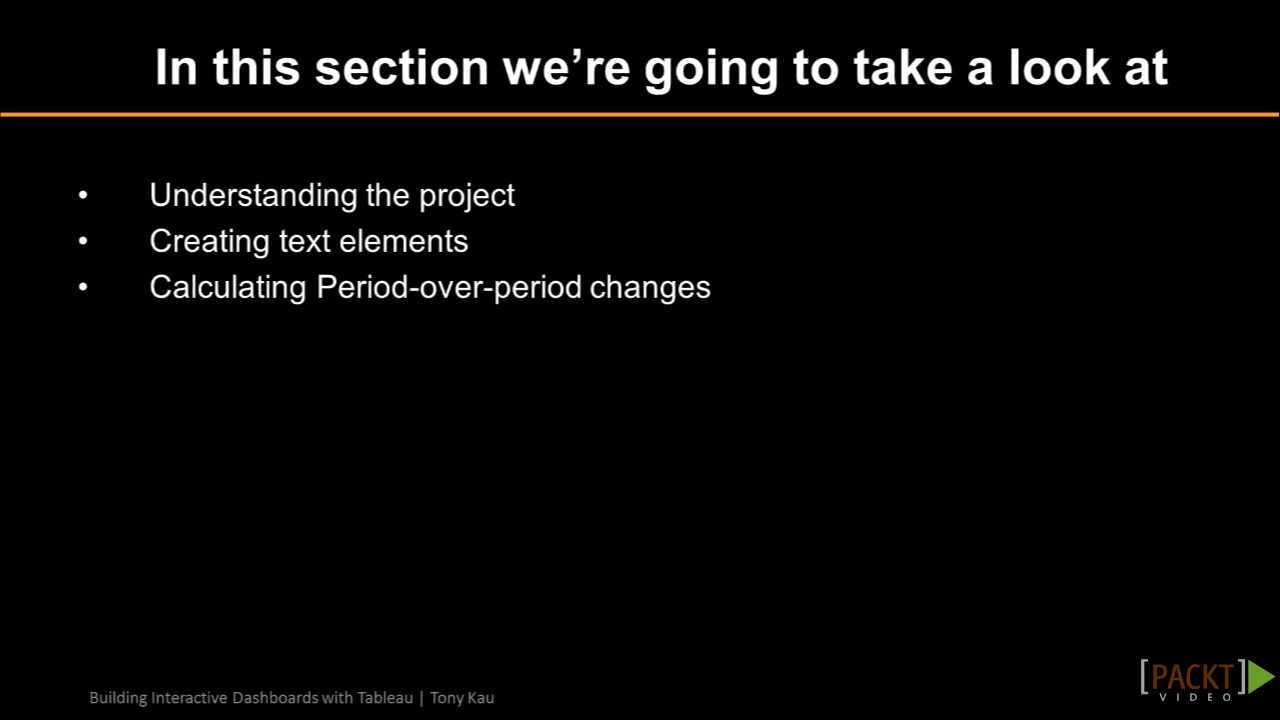 In this section we’re going to take a look at
• Understanding the project
• Creating text elements
• Calculating Period-over-period changes
Building Interactive Dashboards with Tableau | Tony Kau
[PACKT]
VIDEO